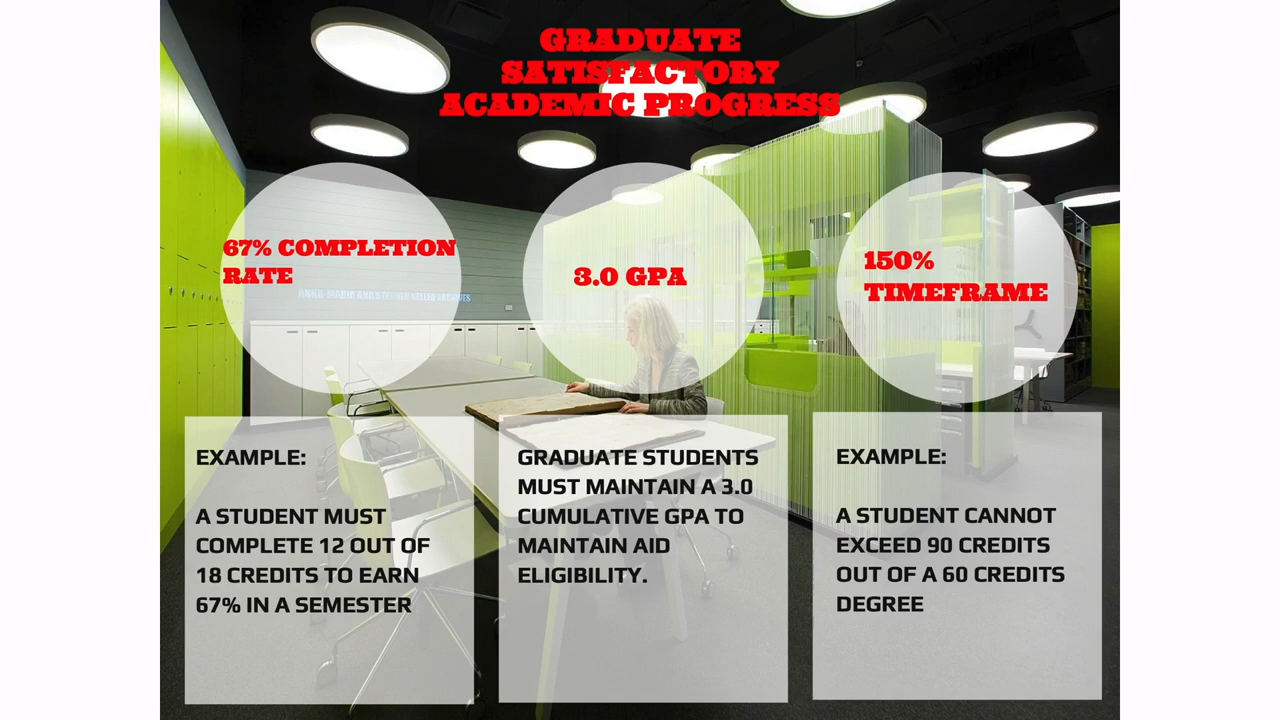 GRADUATE
SATISFACTORY
ACADEMIC PROGRESS
67% COMPLETION
RATE
3.0 GPA
150%
TIMEFRAME
EXAMPLE:
A STUDENT MUST
COMPLETE 12 OUT OF
18 CREDITS TO EARN
67% IN A SEMESTER
GRADUATE STUDENTS
MUST MAINTAIN A 3.0
CUMULATIVE GPA TO
MAINTAIN AID
ELIGIBILITY.
EXAMPLE:
A STUDENT CANNOT
EXCEED 90 CREDITS
OUT OF A 60 CREDITS
DEGREE